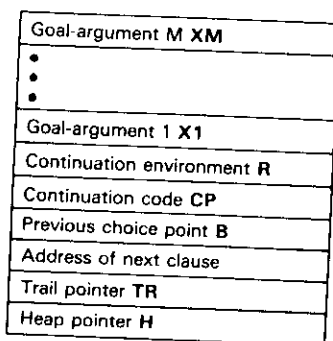 Goal-argument M XM
•
•
•
Goal-argument 1 X1
Continuation environment R
Continuation code CP
Previous choice point B
Address of next clause
Trail pointer TR
Heap pointer H